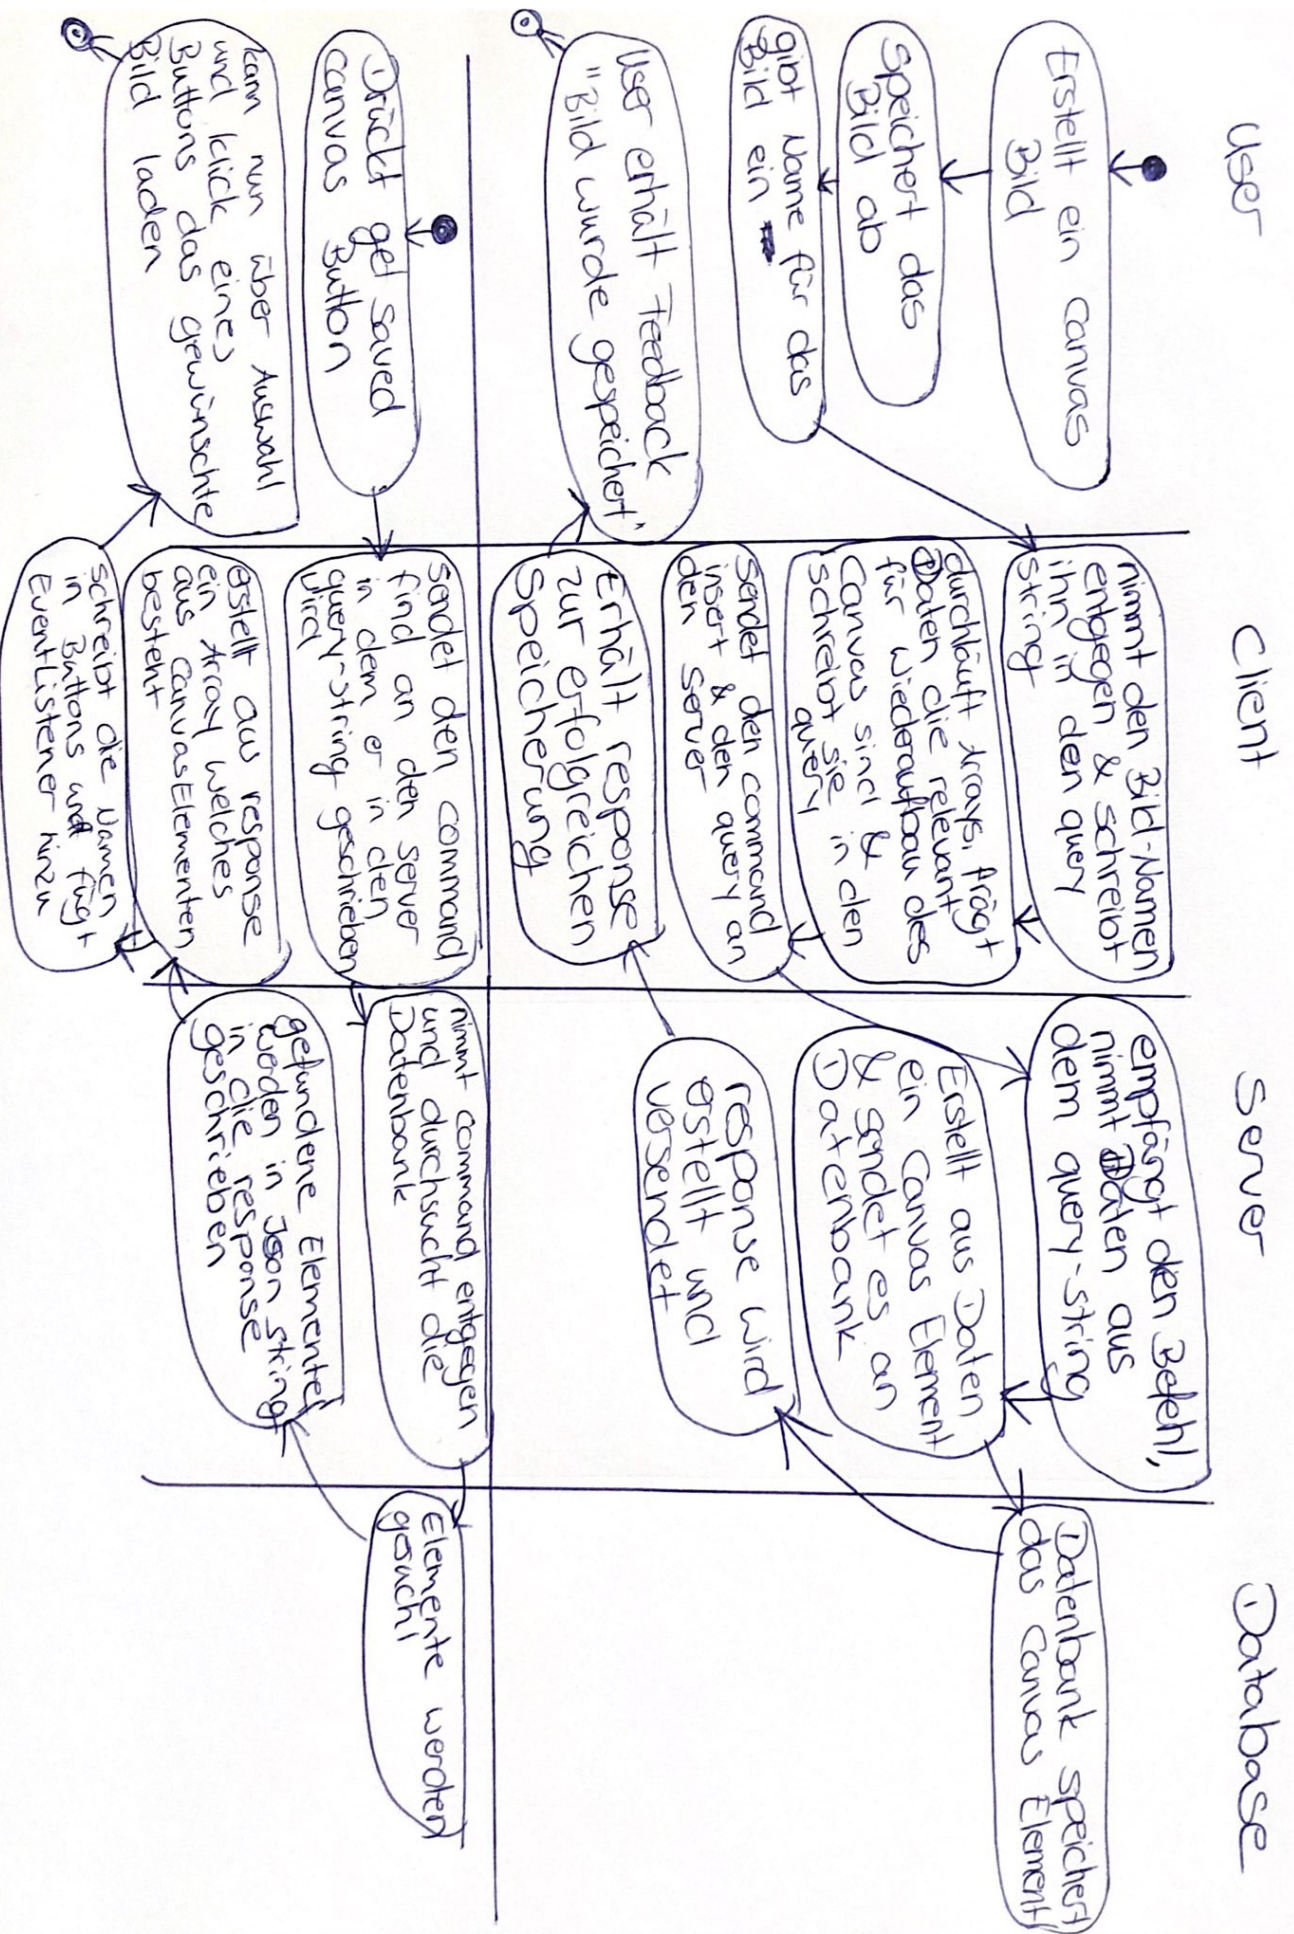 User
Client
Server
Database
Erstellt ein Canvas
Bild
Speichert das
Bild ab
gibt Name für das
Bild ein
User erhält Feedback
"Bild wurde gespeichert"
nimmt den Bild-Namen
entgegen & schreibt
ihn in den query
string
durchläuft Arrays, frägt
Daten die relevant
für Wiederaufbau des
Canvas sind &
schreibt sie in den
query
Sendet den command
insert & den query an
den Server
Erhält response
zur erfolgreichen
Speicherung
empfängt den Befehl,
nimmt Daten aus
dem query-string
Erstellt aus Daten
ein Canvas Element
& sendet es an
Datenbank
response wird
erstellt und
versendet
Datenbank speichert
das Canvas Element
Drückt get saved
canvas Button
kann nun über Auswahl
und klick eines
Buttons das gewünschte
Bild laden
Sendet den command
find an den server
in dem er in den
query-string geschrieben
wird
erstellt aus response
ein Array welches
aus CanvasElementen
besteht
schreibt die Namen
in Buttons und fügt
EventListener hinzu
nimmt command entgegen
und durchsucht die
Datenbank
gefundene Elemente
werden in Json string
in die response
geschrieben
Elemente werden
gesucht